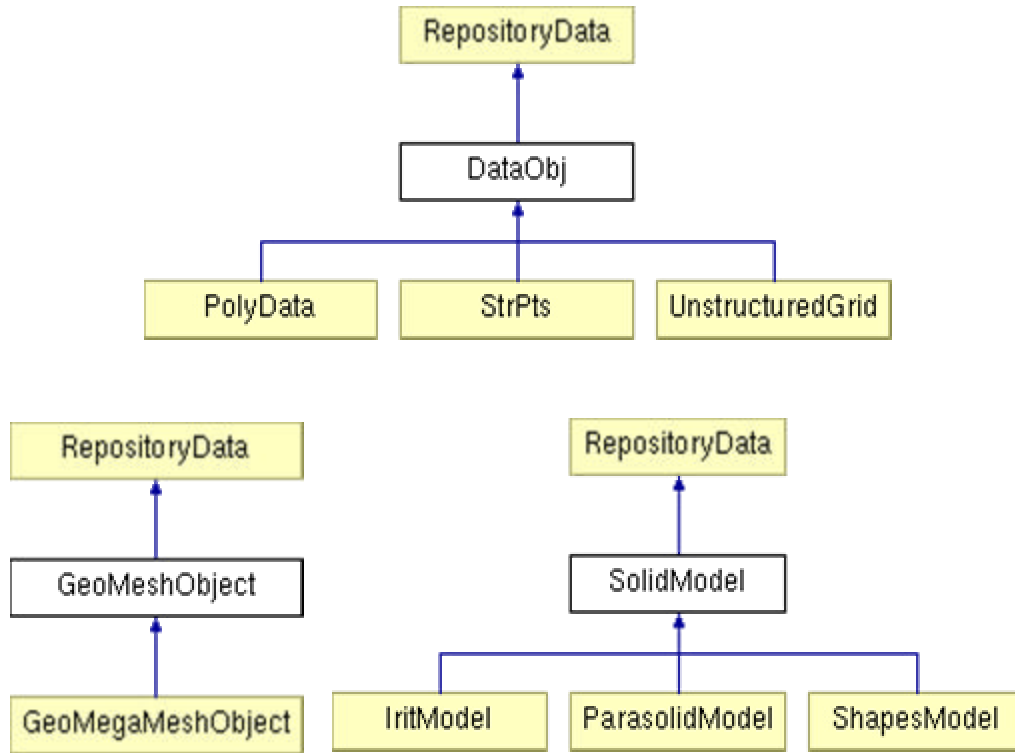 RepositoryData
DataObj
PolyData
StrPts
UnstructuredGrid
RepositoryData
GeoMeshObject
GeoMegaMeshObject
RepositoryData
SolidModel
IritModel
ParasolidModel
ShapesModel